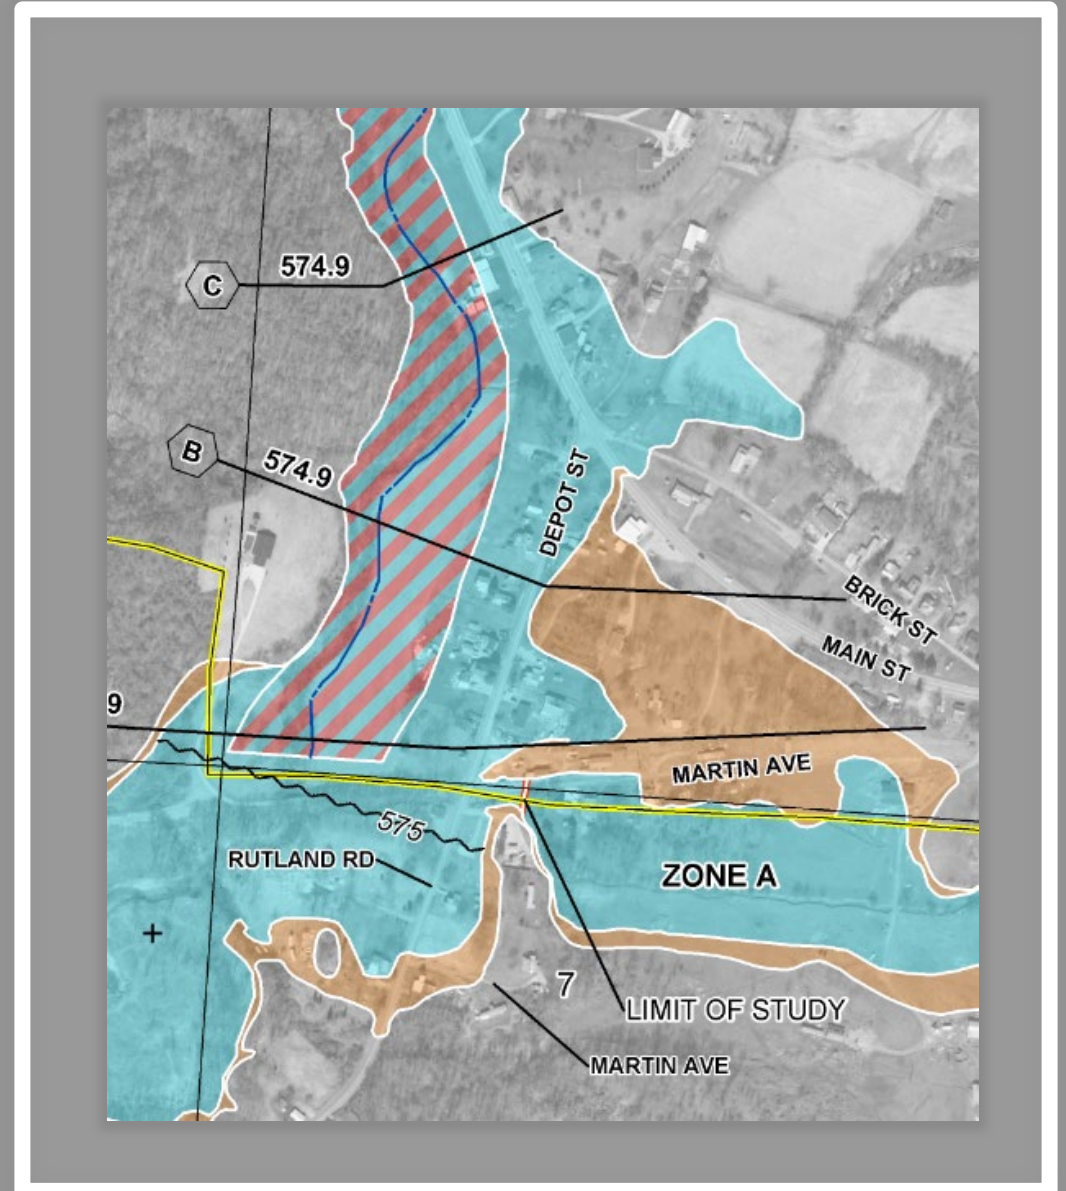 574.9
C
574.9
B
DEPOT ST
BRICK ST
MAIN ST
9
MARTIN AVE
575
RUTLAND RD
ZONE A
7
LIMIT OF STUDY
MARTIN AVE